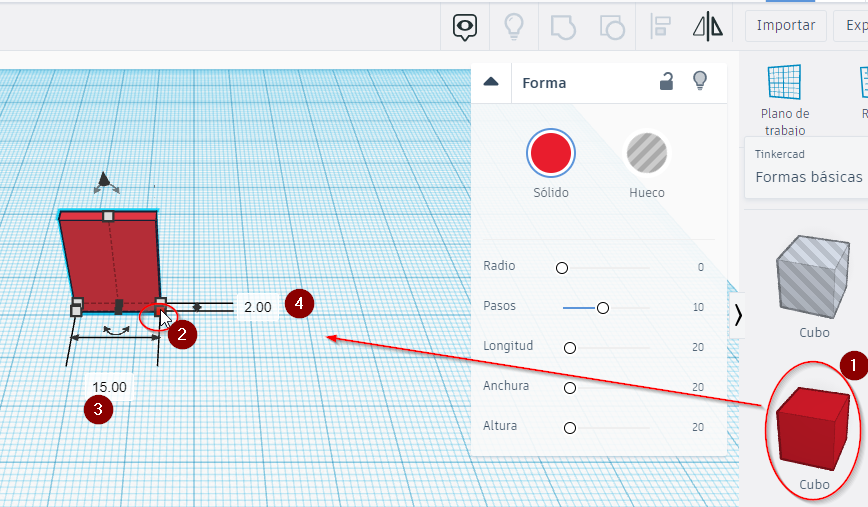 Importar
Exp
Plano de
trabajo
R
Tinkercad
Formas básicas
Forma
Sólido
Hueco
Radio 0
Pasos 10
Longitud 20
Anchura 20
Altura 20
2.00
4
2
15.00
3
Cubo
1
Cubo